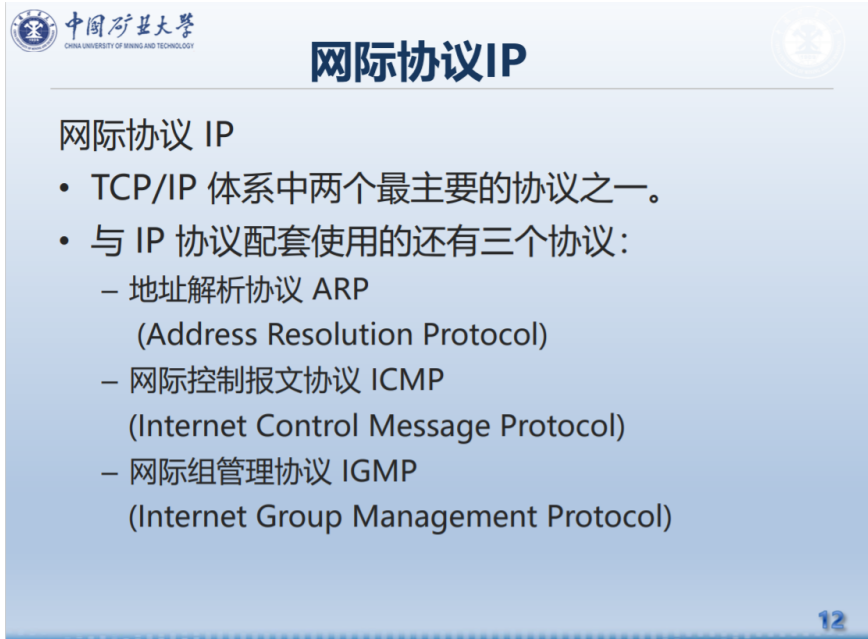 中国矿业大学
CHINA UNIVERSITY OF MINING AND TECHNOLOGY
网际协议IP
网际协议 IP
• TCP/IP 体系中两个最主要的协议之一。
• 与 IP 协议配套使用的还有三个协议：
– 地址解析协议 ARP
(Address Resolution Protocol)
– 网际控制报文协议 ICMP
(Internet Control Message Protocol)
– 网际组管理协议 IGMP
(Internet Group Management Protocol)
12